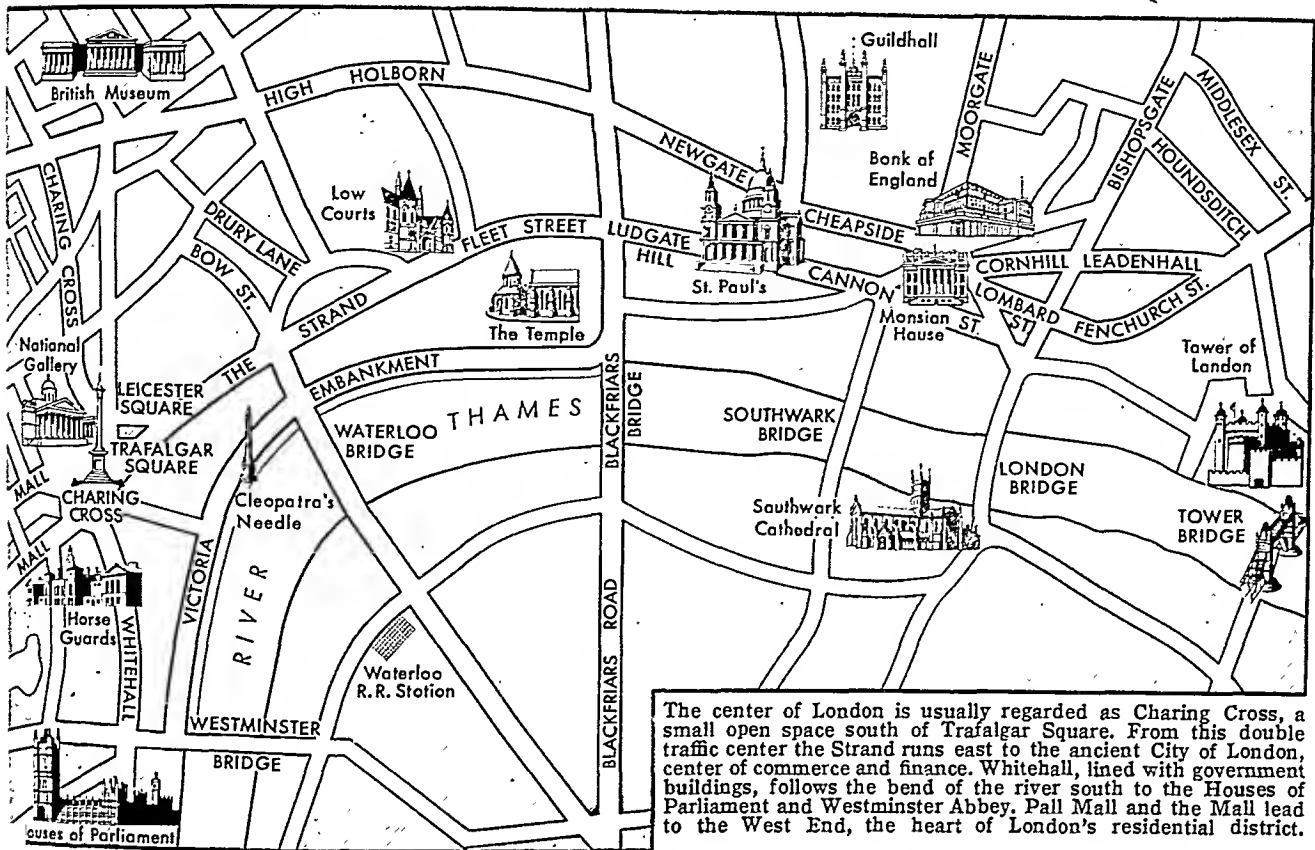 British Museum
HIGH HOLBORN
Guildhall
MOORGATE
BISHOPSGATE
MIDDLESEX ST.
HOUNDSDITCH
NEWGATE
Bonk af
England
CHARING CROSS
Low
Courts
DRURY LANE
BOW ST.
FLEET STREET
LUDGATE
HILL
St. Paul's
CHEAPSIDE
CANNON ST.
Monsian
House
CORNHILL
LEADENHALL
LOMBARD
ST.
FENCHURCH ST.
THE STRAND
The Temple
Tawer of
Landon
National
Gallery
LEICESTER
SQUARE
EMBANKMENT
THAMES
BLACKFRIARS
BRIDGE
SOUTHWARK
BRIDGE
WATERLOO
BRIDGE
TRAFALGAR
SQUARE
MALL
CHARING
CROSS
Cleopatra's
Needle
LONDON
BRIDGE
Sauthwark
Cathedral
TOWER
BRIDGE
MALL
VICTORIA
RIVER
Horse
Guards
WHITEHALL
BLACKFRIARS ROAD
Waterloo
R.R. Stotion
WESTMINSTER
BRIDGE
ouses of Parliament
The center of London is usually regarded as Charing Cross, a
small open space south of Trafalgar Square. From this double
traffic center the Strand runs east to the ancient City of London,
center of commerce and finance. Whitehall, lined with government
buildings, follows the bend of the river south to the Houses of
Parliament and Westminster Abbey. Pall Mall and the Mall lead
to the West End, the heart of London's residential district.